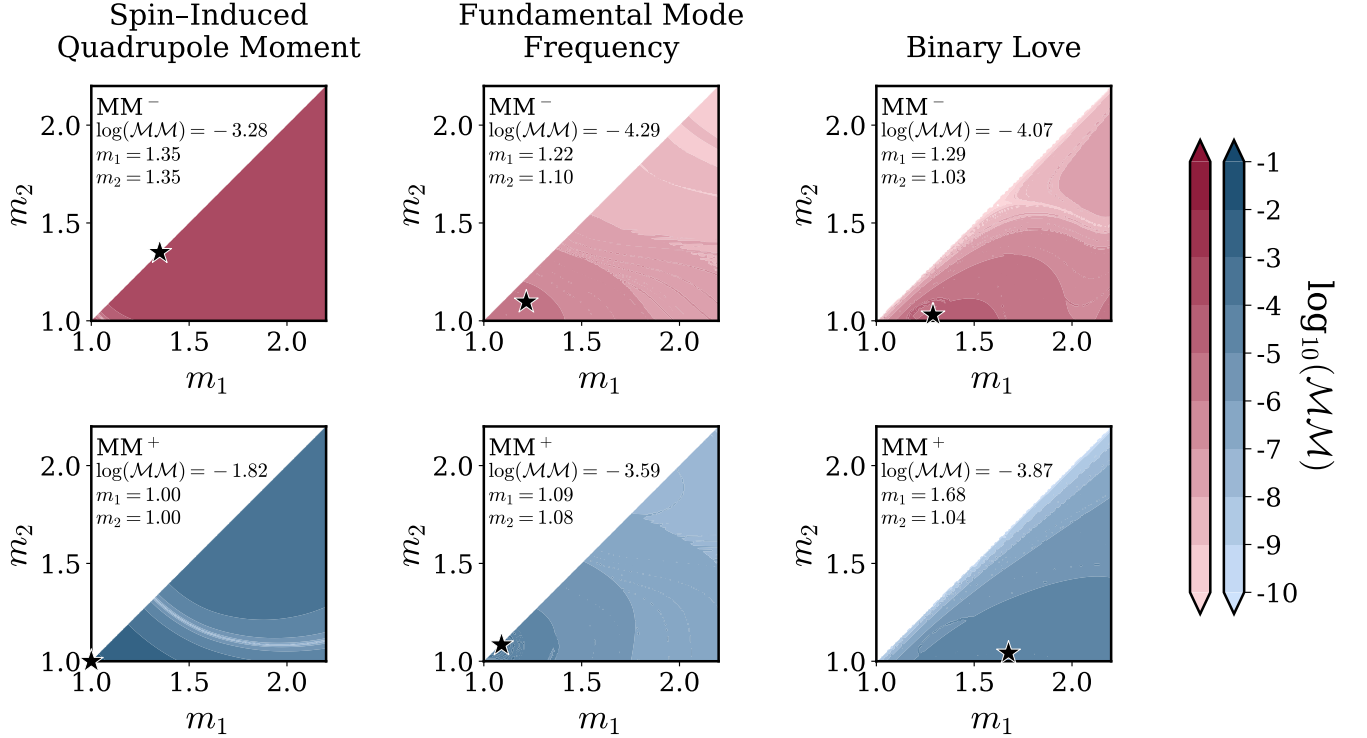 Spin–Induced
Quadrupole Moment
Fundamental Mode
Frequency
Binary Love
MM⁻
log(ℳℳ) = −3.28
m₁ = 1.35
m₂ = 1.35
2.0
1.5
1.0
m₂
1.0 1.5 2.0
m₁
MM⁻
log(ℳℳ) = −4.29
m₁ = 1.22
m₂ = 1.10
2.0
1.5
1.0
m₂
1.0 1.5 2.0
m₁
MM⁻
log(ℳℳ) = −4.07
m₁ = 1.29
m₂ = 1.03
2.0
1.5
1.0
m₂
1.0 1.5 2.0
m₁
MM⁺
log(ℳℳ) = −1.82
m₁ = 1.00
m₂ = 1.00
2.0
1.5
1.0
m₂
1.0 1.5 2.0
m₁
MM⁺
log(ℳℳ) = −3.59
m₁ = 1.09
m₂ = 1.08
2.0
1.5
1.0
m₂
1.0 1.5 2.0
m₁
MM⁺
log(ℳℳ) = −3.87
m₁ = 1.68
m₂ = 1.04
2.0
1.5
1.0
m₂
1.0 1.5 2.0
m₁
-1
-2
-3
-4
-5
-6
-7
-8
-9
-10
log₁₀(ℳℳ)